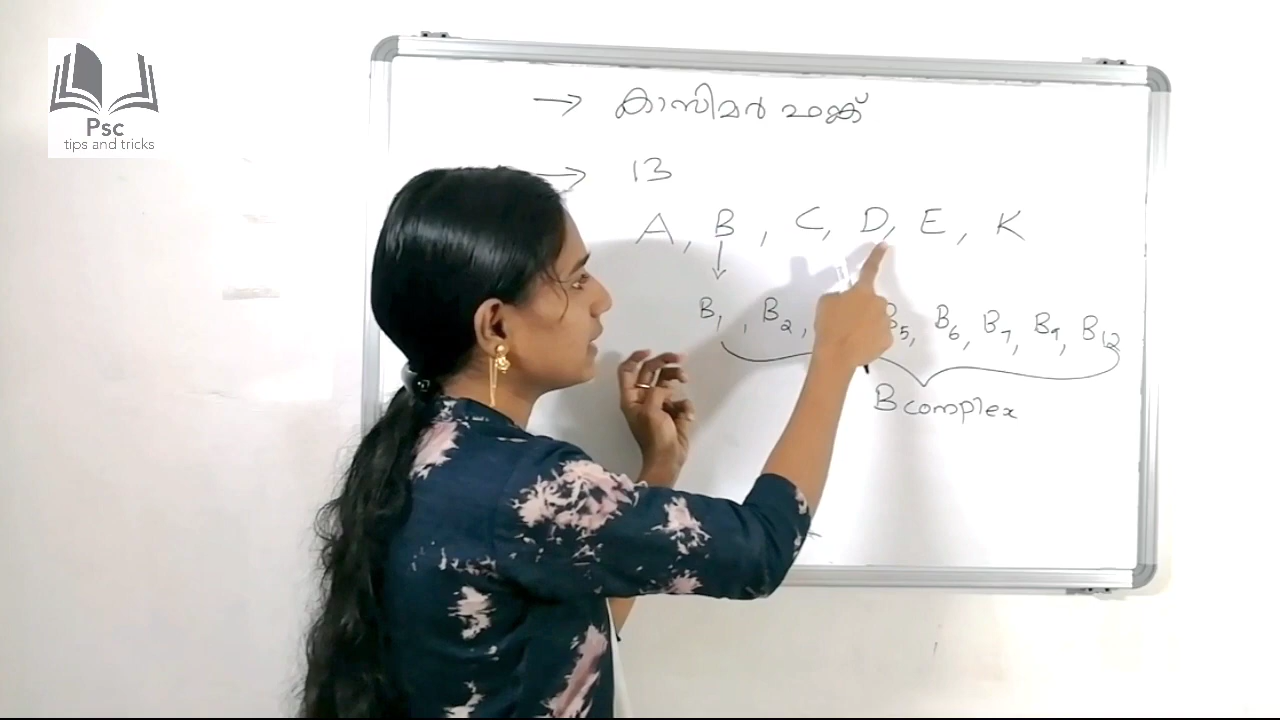 Psc
tips and tricks
→ കാസിമർ ഫങ്ക്
→ 13
A, B, C, D, E, K
B1, B2, B5, B6, B7, B9, B12
B complex